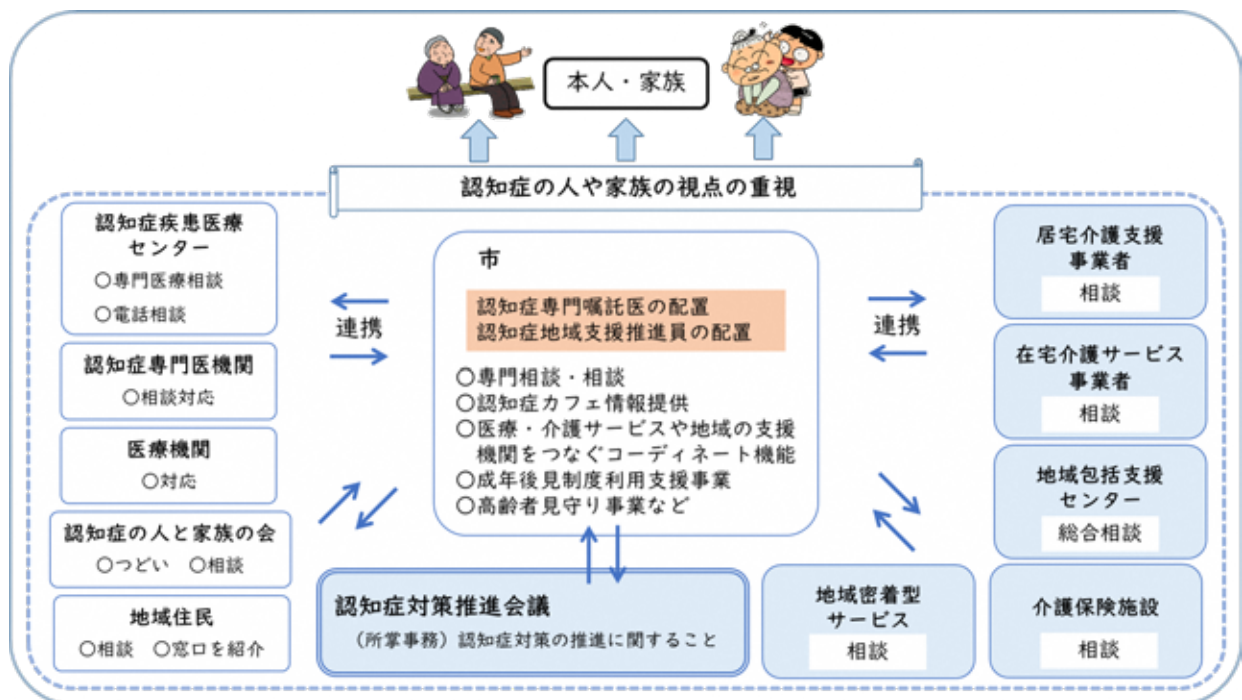 本人・家族
認知症の人や家族の視点の重視
認知症疾患医療
センター
○専門医療相談
○電話相談
認知症専門医機関
○相談対応
医療機関
○対応
認知症の人と家族の会
○つどい ○相談
地域住民
○相談 ○窓口を紹介
連携
市
認知症専門嘱託医の配置
認知症地域支援推進員の配置
○専門相談・相談
○認知症カフェ情報提供
○医療・介護サービスや地域の支援
機関をつなぐコーディネート機能
○成年後見制度利用支援事業
○高齢者見守り事業など
認知症対策推進会議
(所掌事務)認知症対策の推進に関すること
連携
居宅介護支援
事業者
相談
在宅介護サービス
事業者
相談
地域包括支援
センター
総合相談
地域密着型
サービス
相談
介護保険施設
相談